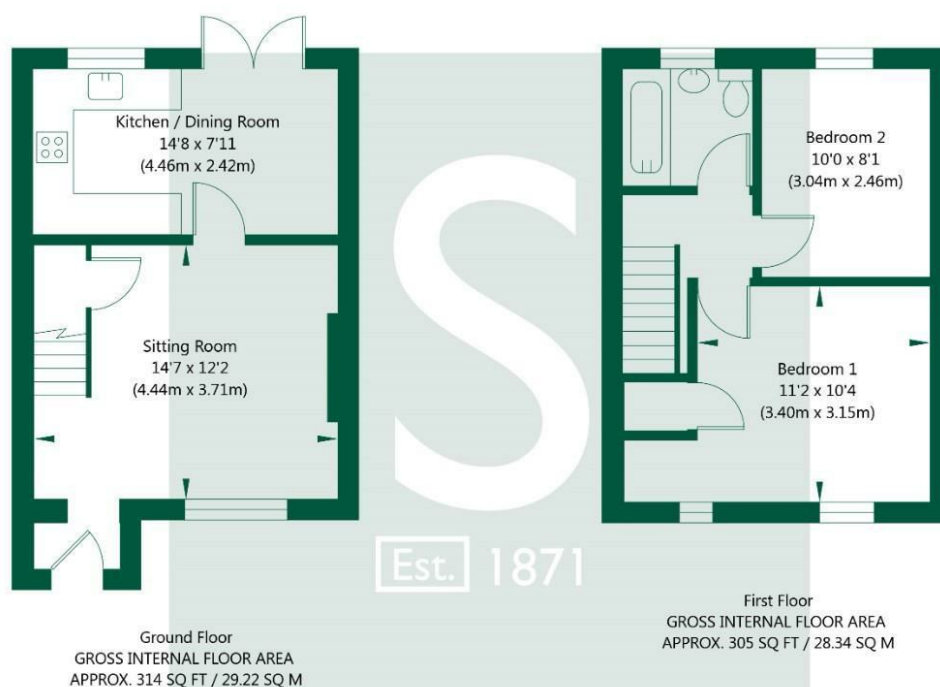 Kitchen / Dining Room
14'8 x 7'11
(4.46m x 2.42m)
Sitting Room
14'7 x 12'2
(4.44m x 3.71m)
Ground Floor
GROSS INTERNAL FLOOR AREA
APPROX. 314 SQ FT / 29.22 SQ M
S
Est. 1871
Bedroom 2
10'0 x 8'1
(3.04m x 2.46m)
Bedroom 1
11'2 x 10'4
(3.40m x 3.15m)
First Floor
GROSS INTERNAL FLOOR AREA
APPROX. 305 SQ FT / 28.34 SQ M